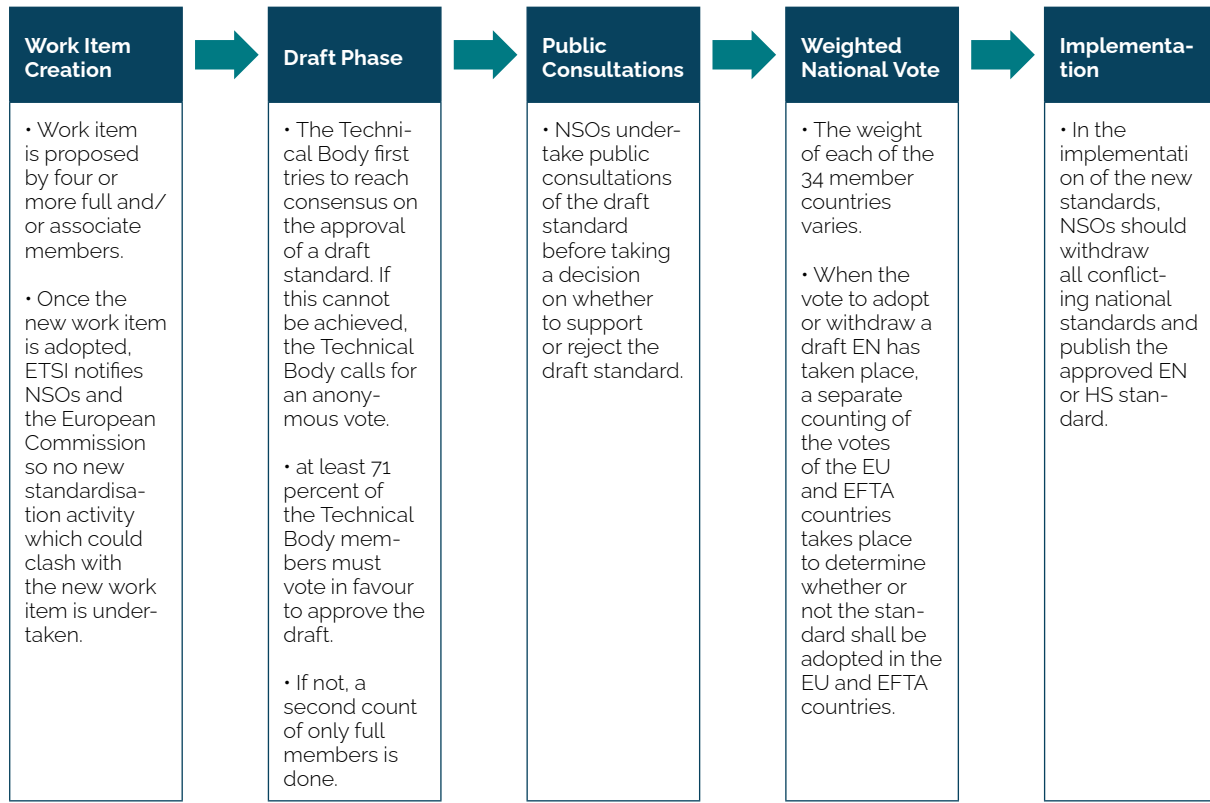 Work Item
Creation
• Work item
is proposed
by four or
more full and/
or associate
members.
• Once the
new work item
is adopted,
ETSI notifies
NSOs and
the European
Commission
so no new
standardisa-
tion activity
which could
clash with
the new work
item is under-
taken.
Draft Phase
• The Techni-
cal Body first
tries to reach
consensus on
the approval
of a draft
standard. If
this cannot
be achieved,
the Technical
Body calls for
an anony-
mous vote.
• at least 71
percent of
the Technical
Body mem-
bers must
vote in favour
to approve the
draft.
• If not, a
second count
of only full
members is
done.
Public
Consultations
• NSOs under-
take public
consultations
of the draft
standard
before taking
a decision
on whether
to support
or reject the
draft standard.
Weighted
National Vote
• The weight
of each of the
34 member
countries
varies.
• When the
vote to adopt
or withdraw a
draft EN has
taken place,
a separate
counting of
the votes
of the EU
and EFTA
countries
takes place
to determine
whether or
not the stan-
dard shall be
adopted in the
EU and EFTA
countries.
Implementa-
tion
• In the
implementati
on of the new
standards,
NSOs should
withdraw
all conflict-
ing national
standards and
publish the
approved EN
or HS stan-
dard.